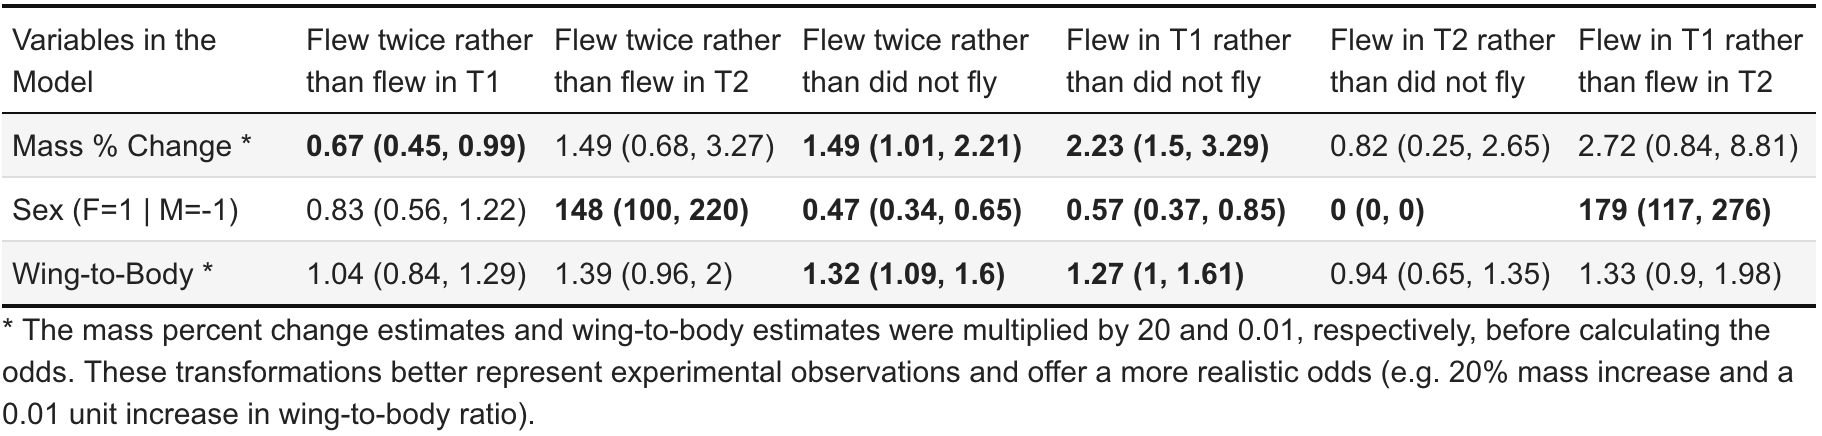 Variables in the Model | Flew twice rather than flew in T1 | Flew twice rather than flew in T2 | Flew twice rather than did not fly | Flew in T1 rather than did not fly | Flew in T2 rather than did not fly | Flew in T1 rather than flew in T2
Mass % Change * | 0.67 (0.45, 0.99) | 1.49 (0.68, 3.27) | 1.49 (1.01, 2.21) | 2.23 (1.5, 3.29) | 0.82 (0.25, 2.65) | 2.72 (0.84, 8.81)
Sex (F=1 | M=-1) | 0.83 (0.56, 1.22) | 148 (100, 220) | 0.47 (0.34, 0.65) | 0.57 (0.37, 0.85) | 0 (0, 0) | 179 (117, 276)
Wing-to-Body * | 1.04 (0.84, 1.29) | 1.39 (0.96, 2) | 1.32 (1.09, 1.6) | 1.27 (1, 1.61) | 0.94 (0.65, 1.35) | 1.33 (0.9, 1.98)
* The mass percent change estimates and wing-to-body estimates were multiplied by 20 and 0.01, respectively, before calculating the
odds. These transformations better represent experimental observations and offer a more realistic odds (e.g. 20% mass increase and a
0.01 unit increase in wing-to-body ratio).